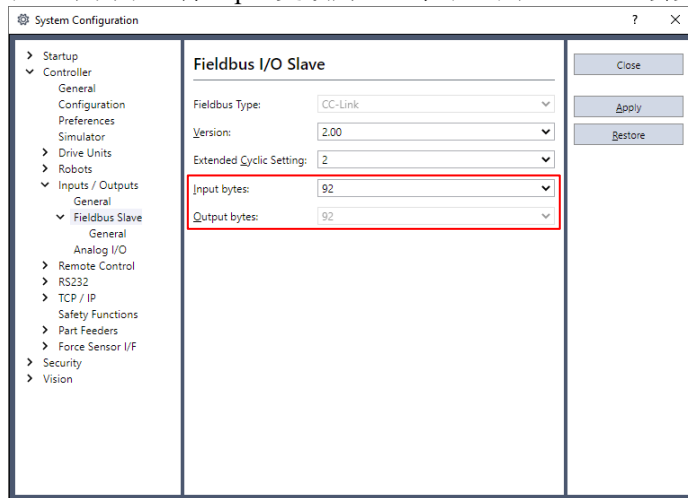 System Configuration
?
Startup
Controller
General
Configuration
Preferences
Simulator
Drive Units
Robots
Inputs / Outputs
General
Fieldbus Slave
General
Analog I/O
Remote Control
RS232
TCP / IP
Safety Functions
Part Feeders
Force Sensor I/F
Security
Vision
Fieldbus I/O Slave
Fieldbus Type: CC-Link
Version: 2.00
Extended Cyclic Setting: 2
Input bytes: 92
Output bytes: 92
Close
Apply
Restore